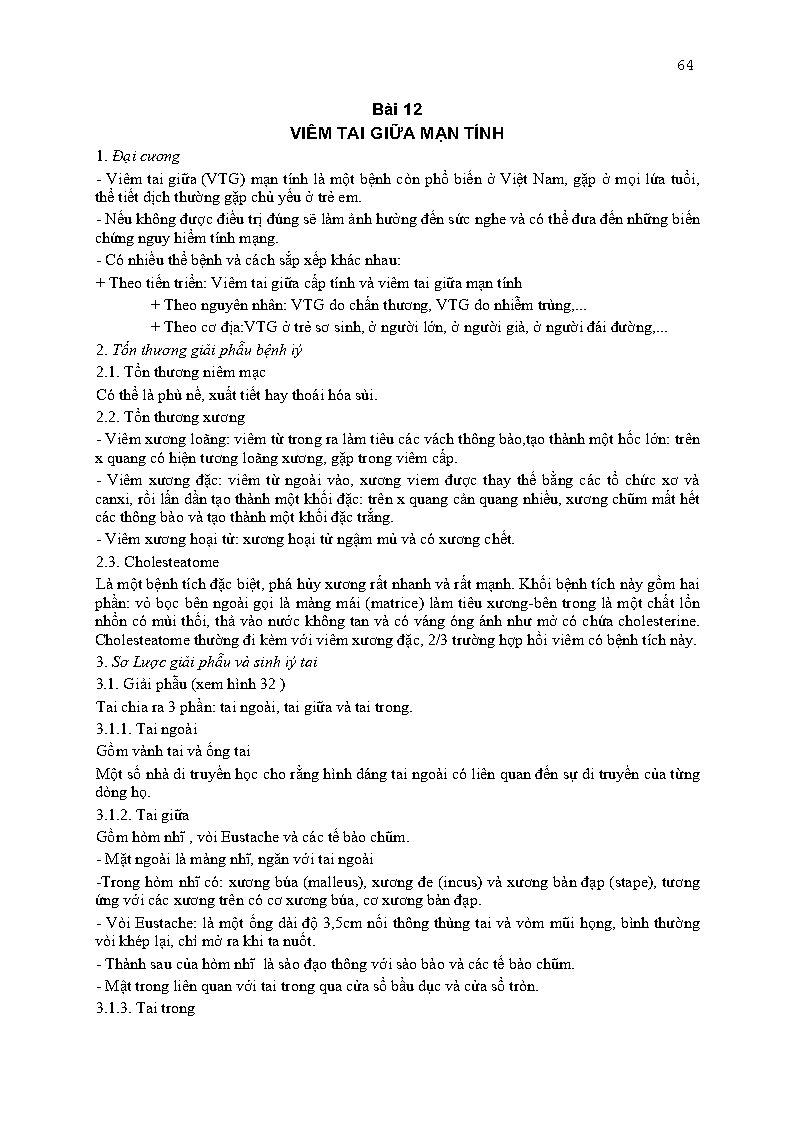 64
Bài 12
VIÊM TAI GIỮA MẠN TÍNH
1. Đại cương
- Viêm tai giữa (VTG) mạn tính là một bệnh còn phổ biến ở Việt Nam, gặp ở mọi lứa tuổi,
thể tiết dịch thường gặp chủ yếu ở trẻ em.
- Nếu không được điều trị đúng sẽ làm ảnh hưởng đến sức nghe và có thể đưa đến những biến
chứng nguy hiểm tính mạng.
- Có nhiều thể bệnh và cách sắp xếp khác nhau:
+ Theo tiến triển: Viêm tai giữa cấp tính và viêm tai giữa mạn tính
+ Theo nguyên nhân: VTG do chấn thương, VTG do nhiễm trùng,...
+ Theo cơ địa:VTG ở trẻ sơ sinh, ở người lớn, ở người già, ở người đái đường,...
2. Tổn thương giải phẫu bệnh lý
2.1. Tổn thương niêm mạc
Có thể là phù nề, xuất tiết hay thoái hóa sùi.
2.2. Tổn thương xương
- Viêm xương loãng: viêm từ trong ra làm tiêu các vách thông bào,tạo thành một hốc lớn: trên
x quang có hiện tương loãng xương, gặp trong viêm cấp.
- Viêm xương đặc: viêm từ ngoài vào, xương viem được thay thế bằng các tổ chức xơ và
canxi, rồi lấn dần tạo thành một khối đặc: trên x quang cản quang nhiều, xương chũm mất hết
các thông bào và tạo thành một khối đặc trắng.
- Viêm xương hoại tử: xương hoại tử ngậm mủ và có xương chết.
2.3. Cholesteatome
Là một bệnh tích đặc biệt, phá hủy xương rất nhanh và rất mạnh. Khối bệnh tích này gồm hai
phần: vỏ bọc bên ngoài gọi là màng mái (matrice) làm tiêu xương-bên trong là một chất lổn
nhổn có mùi thối, thả vào nước không tan và có váng óng ánh như mỡ có chứa cholesterine.
Cholesteatome thường đi kèm với viêm xương đặc, 2/3 trường hợp hồi viêm có bệnh tích này.
3. Sơ Lược giải phẫu và sinh lý tai
3.1. Giải phẫu (xem hình 32 )
Tai chia ra 3 phần: tai ngoài, tai giữa và tai trong.
3.1.1. Tai ngoài
Gồm vành tai và ống tai
Một số nhà di truyền học cho rằng hình dáng tai ngoài có liên quan đến sự di truyền của từng
dòng họ.
3.1.2. Tai giữa
Gồm hòm nhĩ , vòi Eustache và các tế bào chũm.
- Mặt ngoài là màng nhĩ, ngăn với tai ngoài
-Trong hòm nhĩ có: xương búa (malleus), xương đe (incus) và xương bàn đạp (stape), tương
ứng với các xương trên có cơ xương búa, cơ xương bàn đạp.
- Vòi Eustache: là một ống dài độ 3,5cm nối thông thùng tai và vòm mũi họng, bình thường
vòi khép lại, chỉ mở ra khi ta nuốt.
- Thành sau của hòm nhĩ là sào đạo thông với sào bào và các tế bào chũm.
- Mặt trong liên quan với tai trong qua cửa sổ bầu dục và cửa sổ tròn.
3.1.3. Tai trong